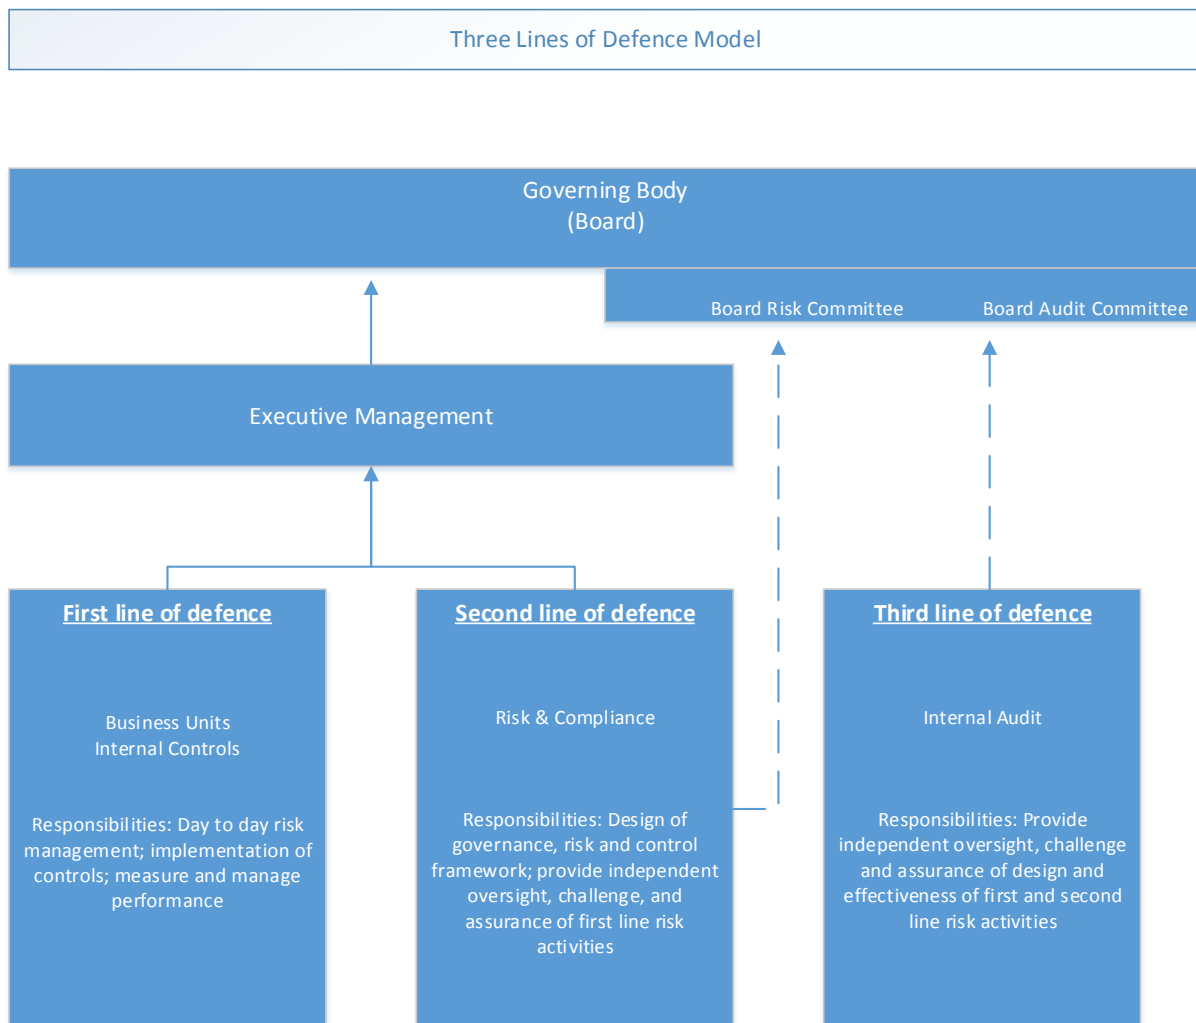 Three Lines of Defence Model
Governing Body
(Board)
Board Risk Committee
Board Audit Committee
Executive Management
First line of defence
Business Units
Internal Controls
Responsibilities: Day to day risk
management; implementation of
controls; measure and manage
performance
Second line of defence
Risk & Compliance
Responsibilities: Design of
governance, risk and control
framework; provide independent
oversight, challenge, and
assurance of first line risk
activities
Third line of defence
Internal Audit
Responsibilities: Provide
independent oversight, challenge
and assurance of design and
effectiveness of first and second
line risk activities